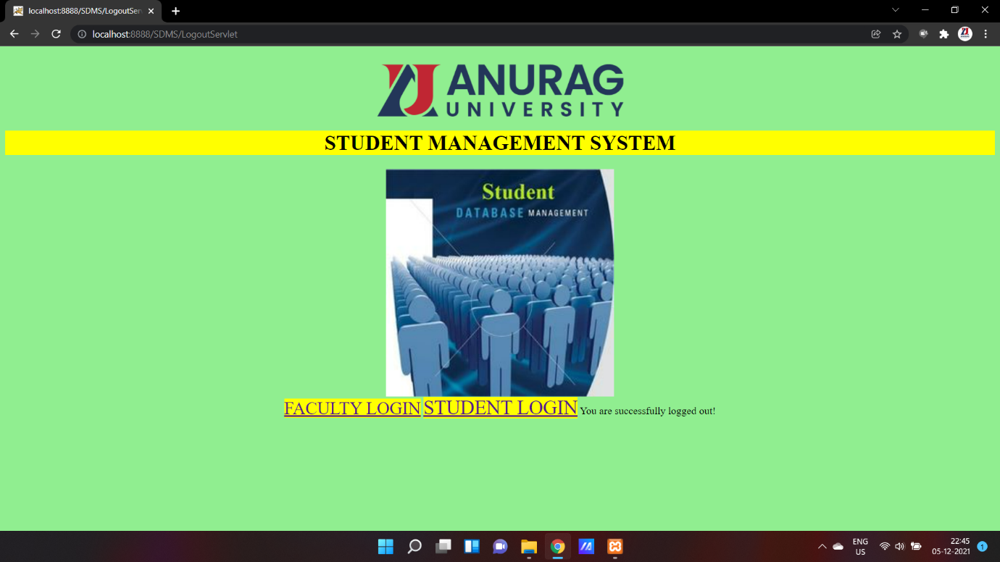 localhost:8888/SDMS/LogoutSer
localhost:8888/SDMS/LogoutServlet
ANURAG
UNIVERSITY
STUDENT MANAGEMENT SYSTEM
Student
DATABASE MANAGEMENT
FACULTY LOGIN STUDENT LOGIN You are successfully logged out!
ENG
US
22:45
05-12-2021
1